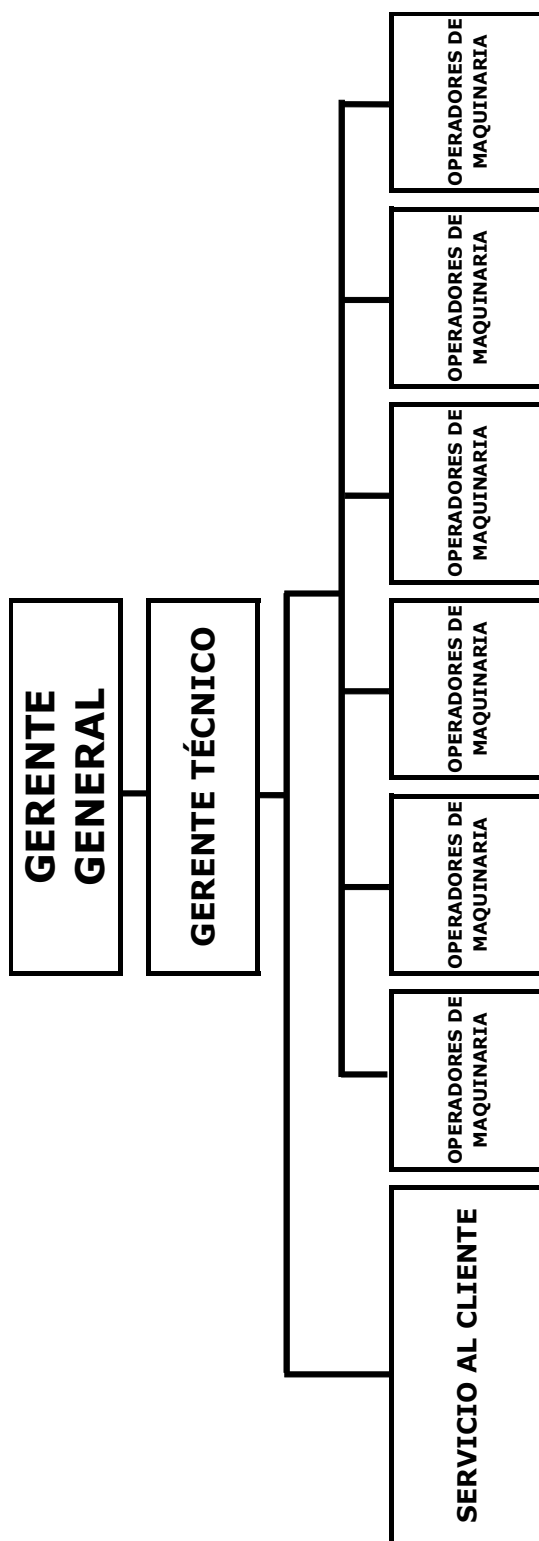 GERENTE
GENERAL
GERENTE TÉCNICO
SERVICIO AL CLIENTE
OPERADORES DE
MAQUINARIA
OPERADORES DE
MAQUINARIA
OPERADORES DE
MAQUINARIA
OPERADORES DE
MAQUINARIA
OPERADORES DE
MAQUINARIA
OPERADORES DE
MAQUINARIA